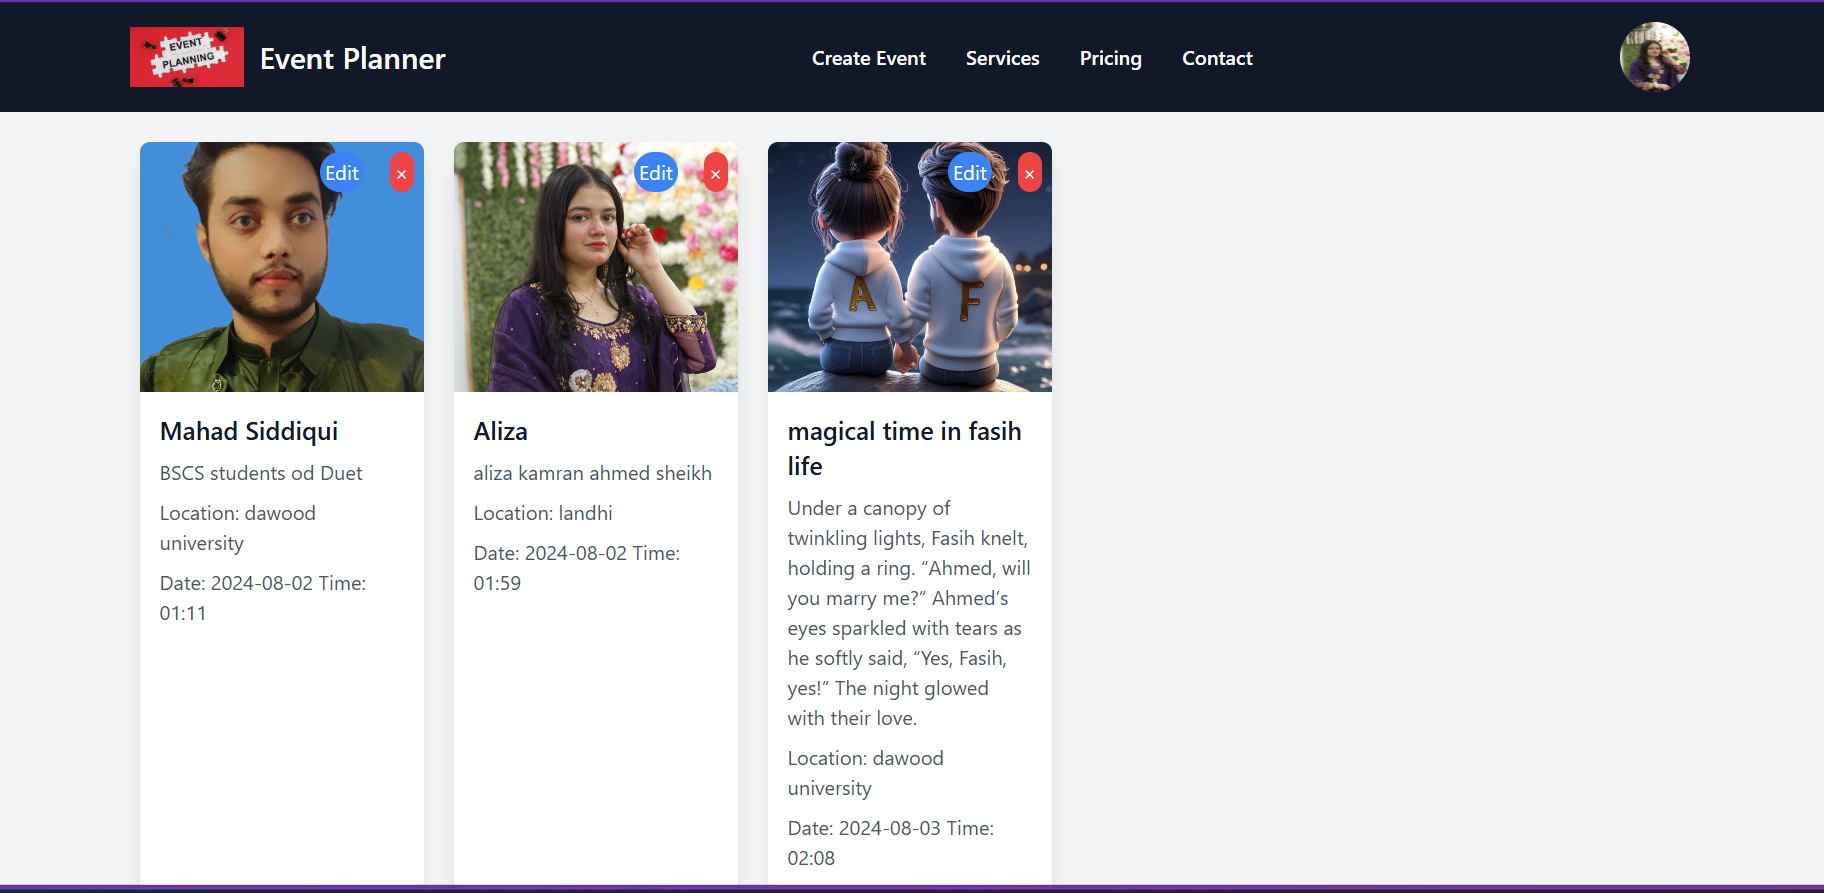 EVENT
PLANNING
Event Planner
Create Event
Services
Pricing
Contact
Edit
×
Mahad Siddiqui
BSCS students od Duet
Location: dawood
university
Date: 2024-08-02 Time:
01:11
Edit
×
Aliza
aliza kamran ahmed sheikh
Location: landhi
Date: 2024-08-02 Time:
01:59
Edit
×
A
F
magical time in fasih
life
Under a canopy of
twinkling lights, Fasih knelt,
holding a ring. “Ahmed, will
you marry me?” Ahmed’s
eyes sparkled with tears as
he softly said, “Yes, Fasih,
yes!” The night glowed
with their love.
Location: dawood
university
Date: 2024-08-03 Time:
02:08